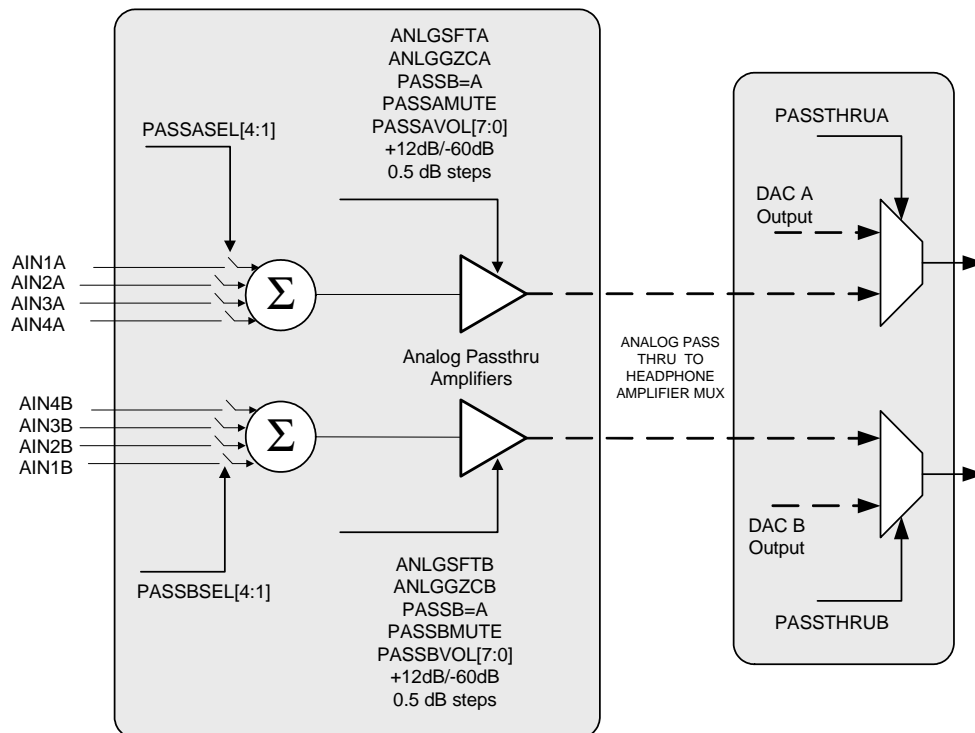 ANLGSFTA
ANLGGZCA
PASSB=A
PASSAMUTE
PASSAVOL[7:0]
+12dB/-60dB
0.5 dB steps
PASSASEL[4:1]
AIN1A
AIN2A
AIN3A
AIN4A
Σ
Analog Passthru
Amplifiers
AIN4B
AIN3B
AIN2B
AIN1B
Σ
PASSBSEL[4:1]
ANLGSFTB
ANLGGZCB
PASSB=A
PASSBMUTE
PASSBVOL[7:0]
+12dB/-60dB
0.5 dB steps
ANALOG PASS
THRU TO
HEADPHONE
AMPLIFIER MUX
PASSTHRUA
DAC A
Output
DAC B
Output
PASSTHRUB